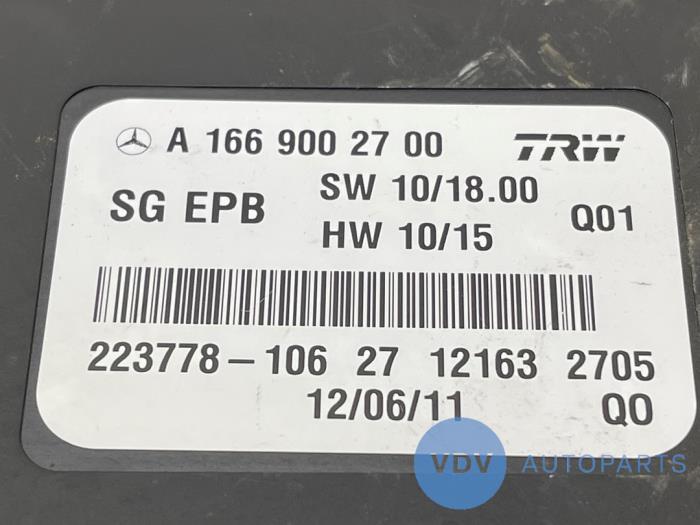 A 166 900 27 00 TRW
SG EPB SW 10/18.00 Q01
HW 10/15
223778-106 27 12163 2705
12/06/11 QO
VDV AUTOPARTS